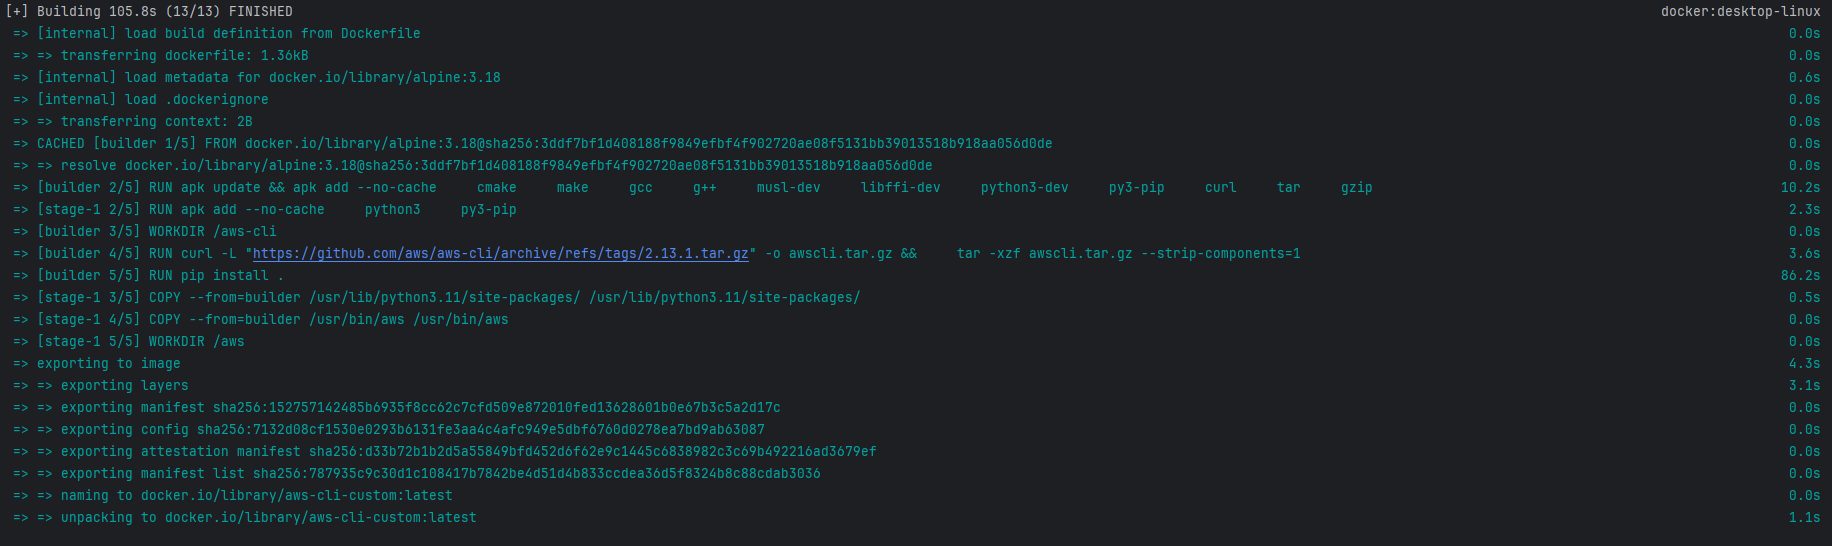 [+] Building 105.8s (13/13) FINISHED docker:desktop-linux
=> [internal] load build definition from Dockerfile 0.0s
=> => transferring dockerfile: 1.36kB 0.0s
=> [internal] load metadata for docker.io/library/alpine:3.18 0.6s
=> [internal] load .dockerignore 0.0s
=> => transferring context: 2B 0.0s
=> CACHED [builder 1/5] FROM docker.io/library/alpine:3.18@sha256:3ddf7bf1d408188f9849efbf4f902720ae08f5131bb39013518b918aa056d0de 0.0s
=> => resolve docker.io/library/alpine:3.18@sha256:3ddf7bf1d408188f9849efbf4f902720ae08f5131bb39013518b918aa056d0de 0.0s
=> [builder 2/5] RUN apk update && apk add --no-cache     cmake     make     gcc     g++     musl-dev     libffi-dev     python3-dev     py3-pip     curl     tar     gzip 10.2s
=> [stage-1 2/5] RUN apk add --no-cache     python3     py3-pip 2.3s
=> [builder 3/5] WORKDIR /aws-cli 0.0s
=> [builder 4/5] RUN curl -L "https://github.com/aws/aws-cli/archive/refs/tags/2.13.1.tar.gz" -o awscli.tar.gz &&     tar -xzf awscli.tar.gz --strip-components=1 3.6s
=> [builder 5/5] RUN pip install . 86.2s
=> [stage-1 3/5] COPY --from=builder /usr/lib/python3.11/site-packages/ /usr/lib/python3.11/site-packages/ 0.5s
=> [stage-1 4/5] COPY --from=builder /usr/bin/aws /usr/bin/aws 0.0s
=> [stage-1 5/5] WORKDIR /aws 0.0s
=> exporting to image 4.3s
=> => exporting layers 3.1s
=> => exporting manifest sha256:152757142485b6935f8cc62c7cfd509e872010fed13628601b0e67b3c5a2d17c 0.0s
=> => exporting config sha256:7132d08cf1530e0293b6131fe3aa4c4afc949e5dbf6760d0278ea7bd9ab63087 0.0s
=> => exporting attestation manifest sha256:d33b72b1b2d5a55849bfd452d6f62e9c1445c6838982c3c69b492216ad3679ef 0.0s
=> => exporting manifest list sha256:787935c9c30d1c108417b7842be4d51d4b833ccdea36d5f8324b8c88cdab3036 0.0s
=> => naming to docker.io/library/aws-cli-custom:latest 0.0s
=> => unpacking to docker.io/library/aws-cli-custom:latest 1.1s